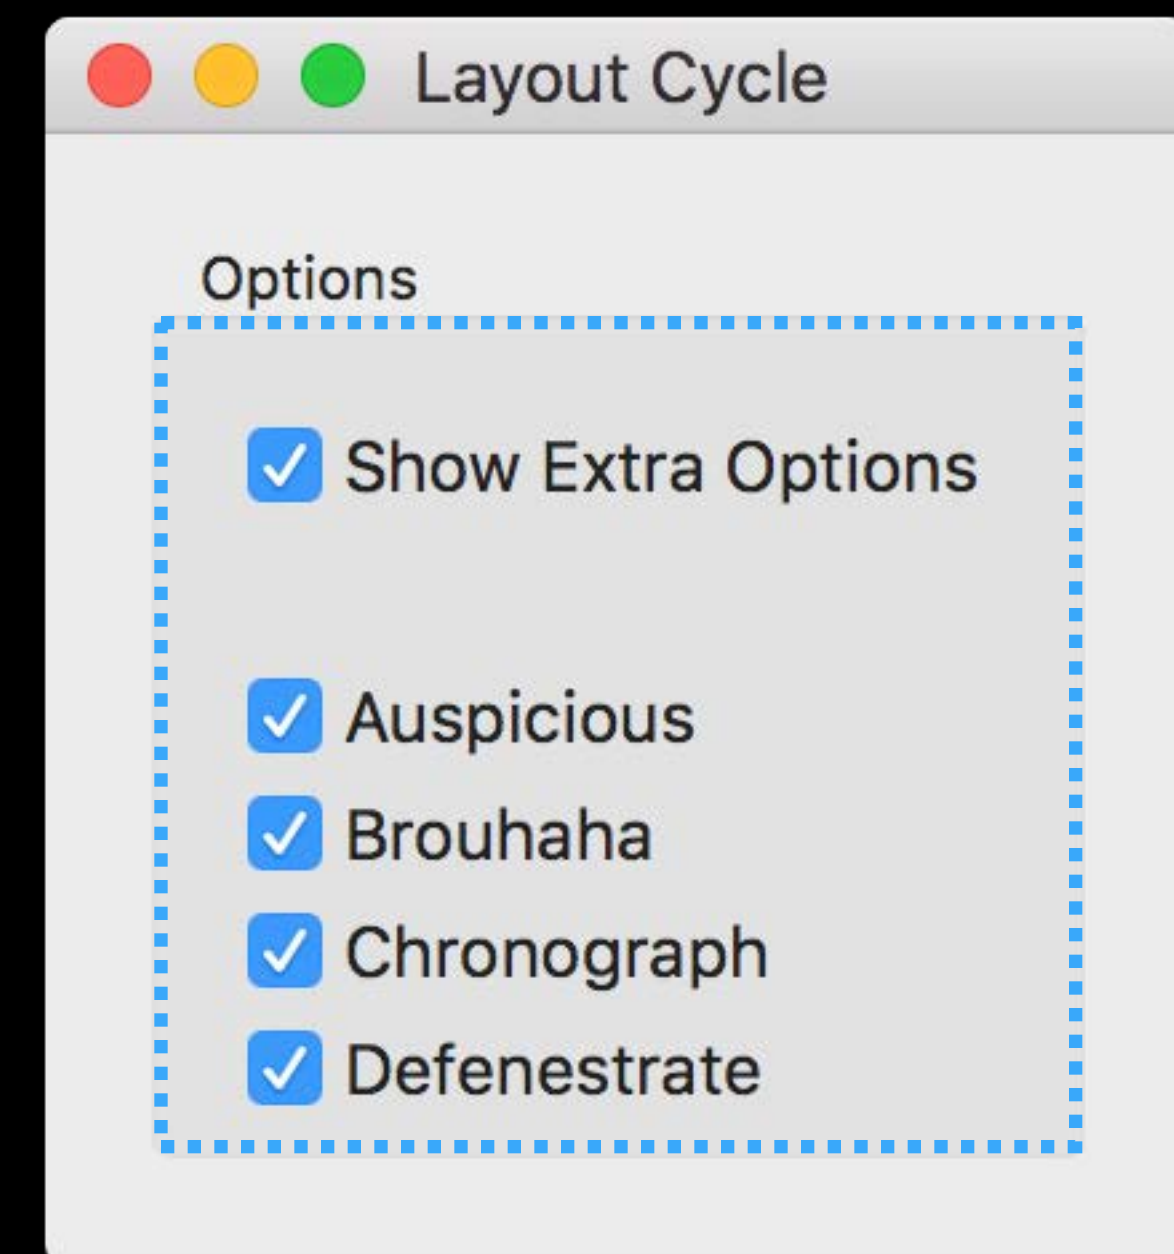 Layout Cycle
Options
Show Extra Options
Auspicious
Brouhaha
Chronograph
Defenestrate